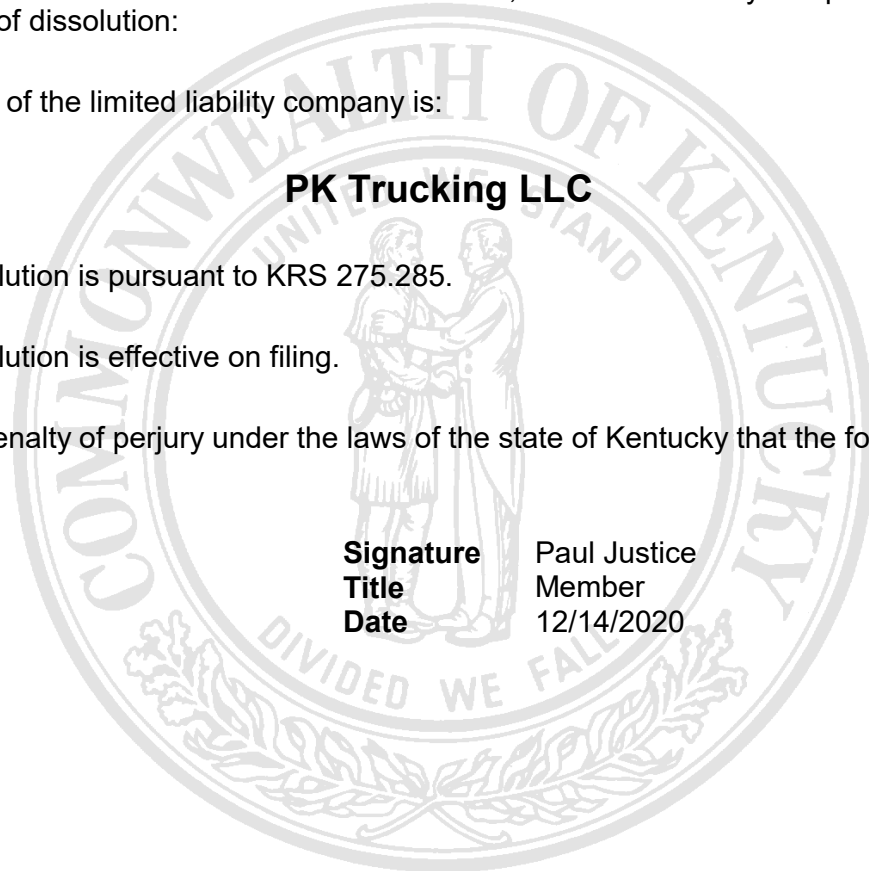 of dissolution:
of the limited liability company is:
PK Trucking LLC
lution is pursuant to KRS 275.285.
lution is effective on filing.
enalty of perjury under the laws of the state of Kentucky that the fo
Signature Paul Justice
Title Member
Date 12/14/2020
COMMONWEALTH OF KENTUCKY
UNITED WE STAND
DIVIDED WE FALL